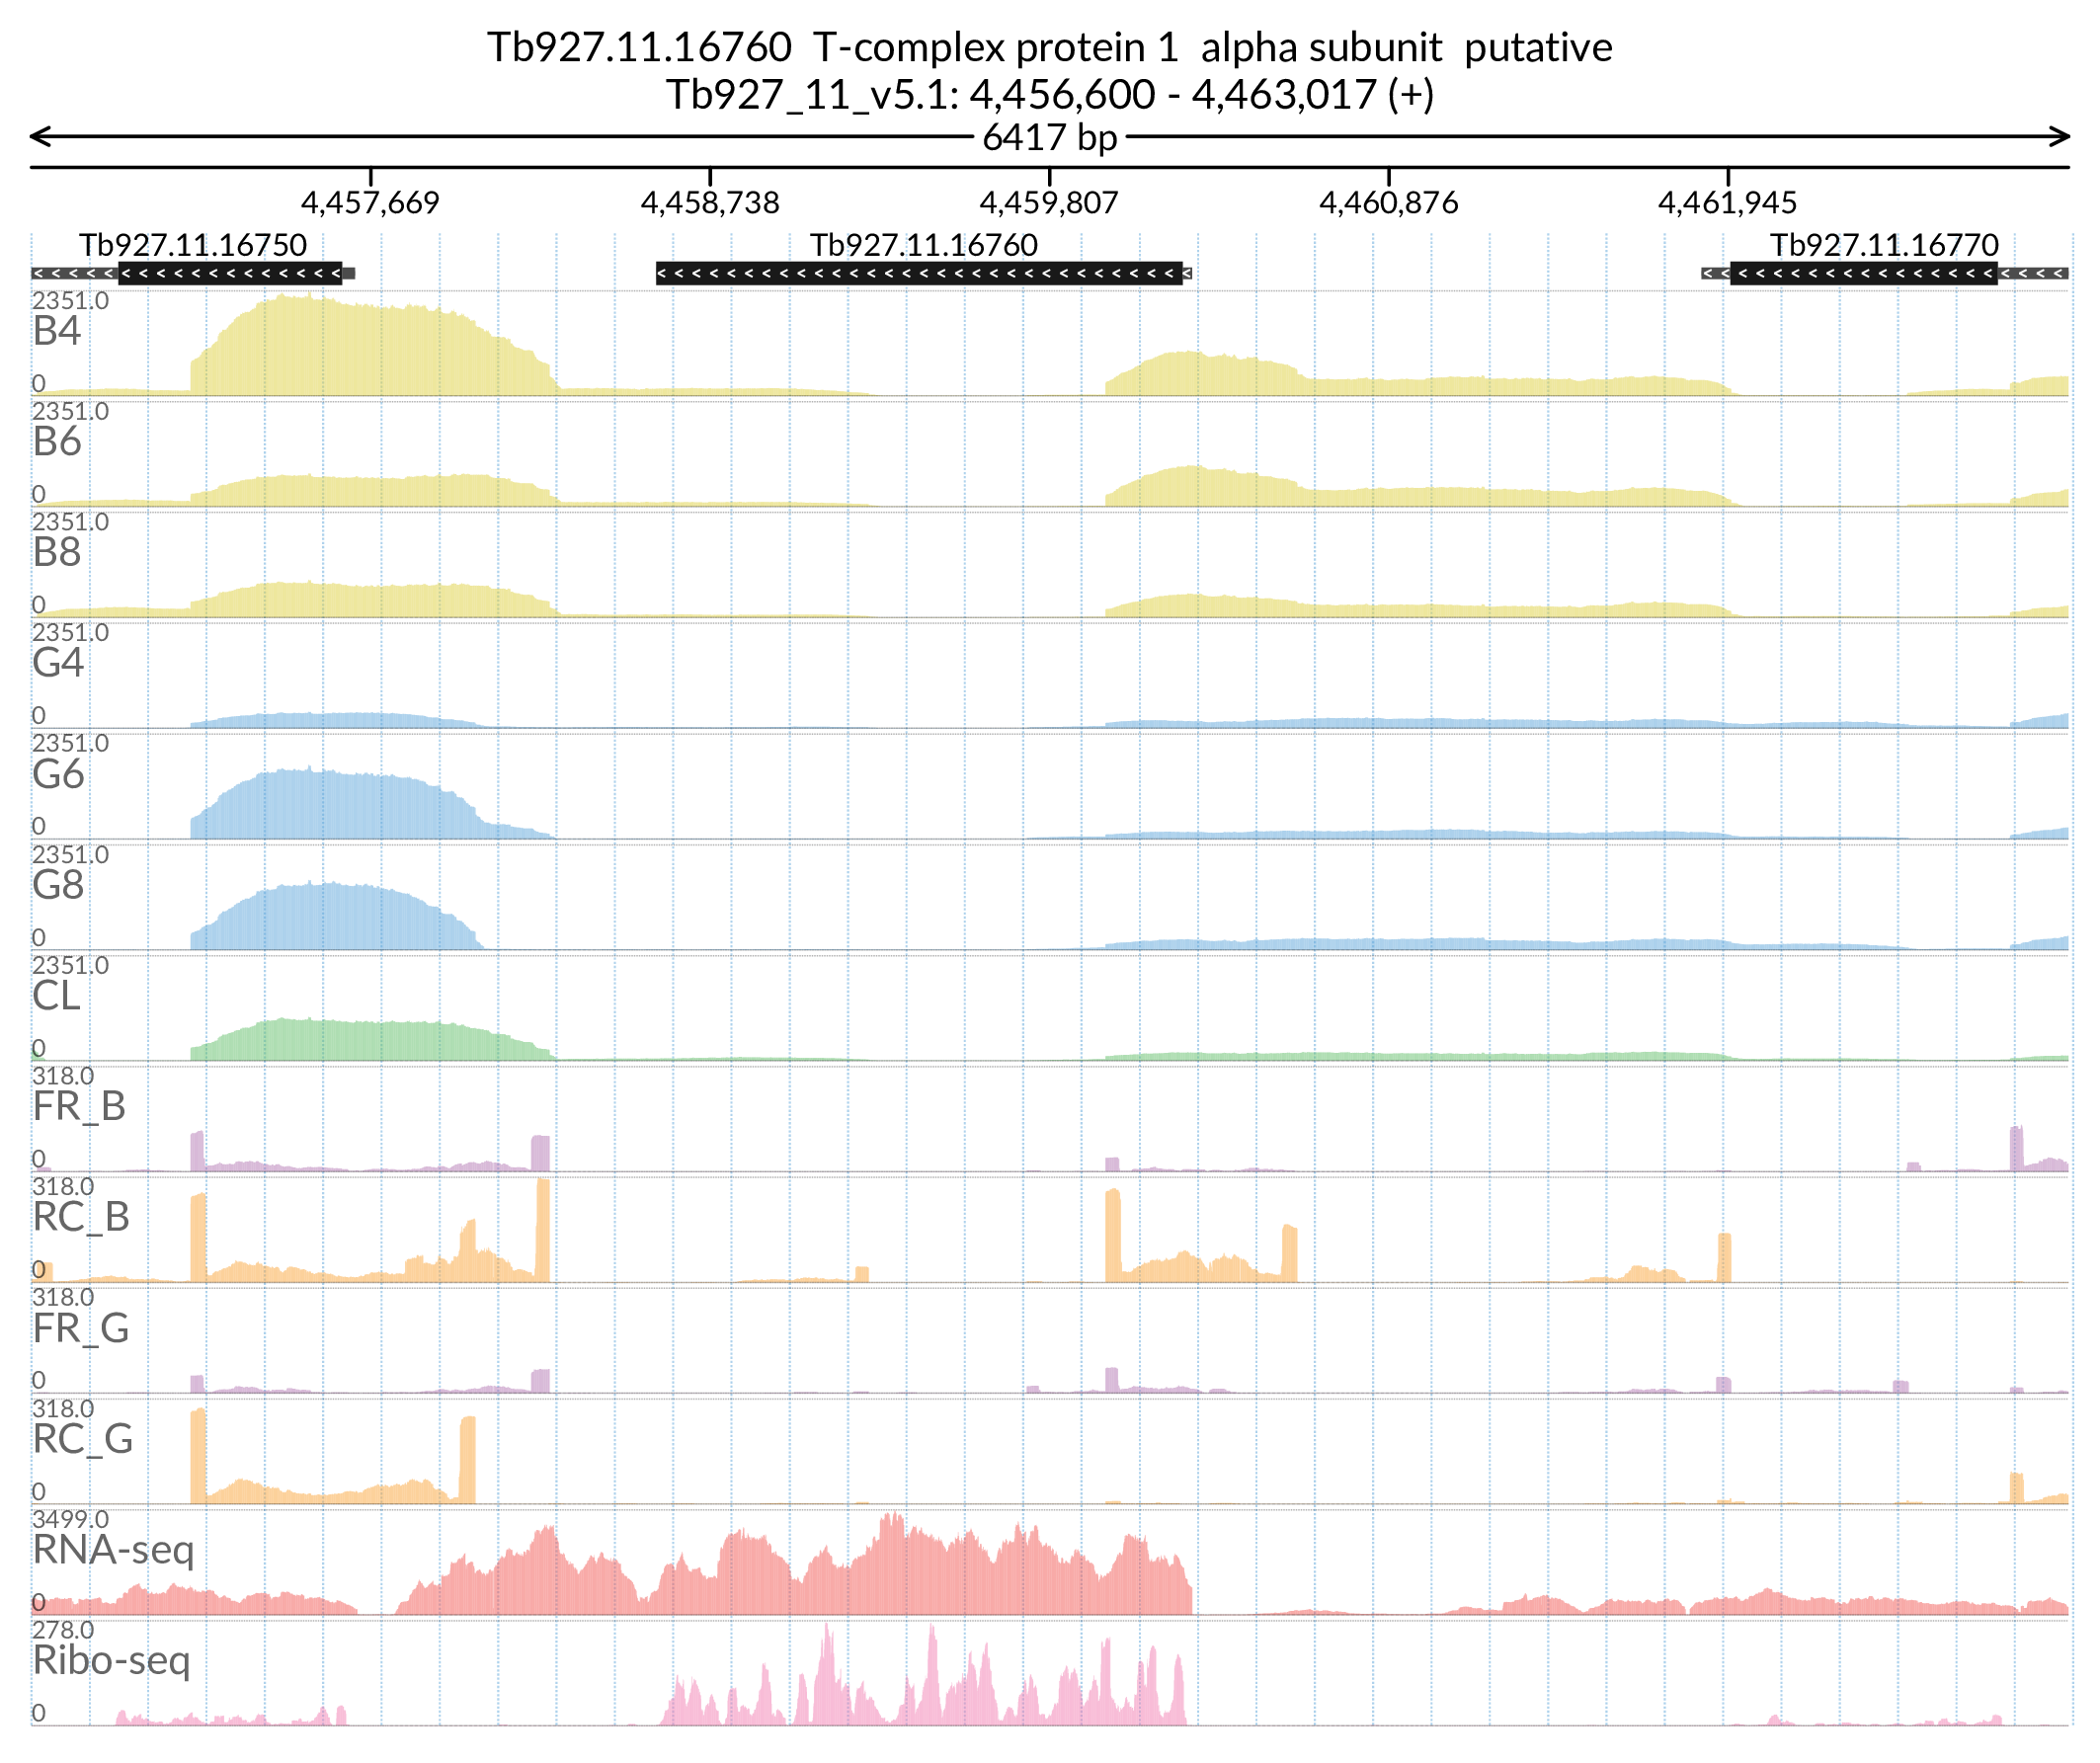 Tb927.11.16760 T-complex protein 1 alpha subunit putative
Tb927_11_v5.1: 4,456,600 - 4,463,017 (+)
6417 bp
4,457,669 4,458,738 4,459,807 4,460,876 4,461,945
Tb927.11.16750 Tb927.11.16760 Tb927.11.16770
2351.0
B4
0
2351.0
B6
0
2351.0
B8
0
2351.0
G4
0
2351.0
G6
0
2351.0
G8
0
2351.0
CL
0
318.0
FR_B
0
318.0
RC_B
0
318.0
FR_G
0
318.0
RC_G
0
3499.0
RNA-seq
0
278.0
Ribo-seq
0